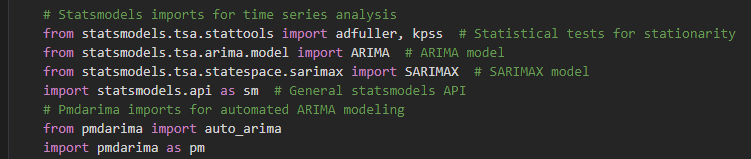 # Statsmodels imports for time series analysis
from statsmodels.tsa.stattools import adfuller, kpss  # Statistical tests for stationarity
from statsmodels.tsa.arima.model import ARIMA  # ARIMA model
from statsmodels.tsa.statespace.sarimax import SARIMAX  # SARIMAX model
import statsmodels.api as sm  # General statsmodels API
# Pmdarima imports for automated ARIMA modeling
from pmdarima import auto_arima
import pmdarima as pm